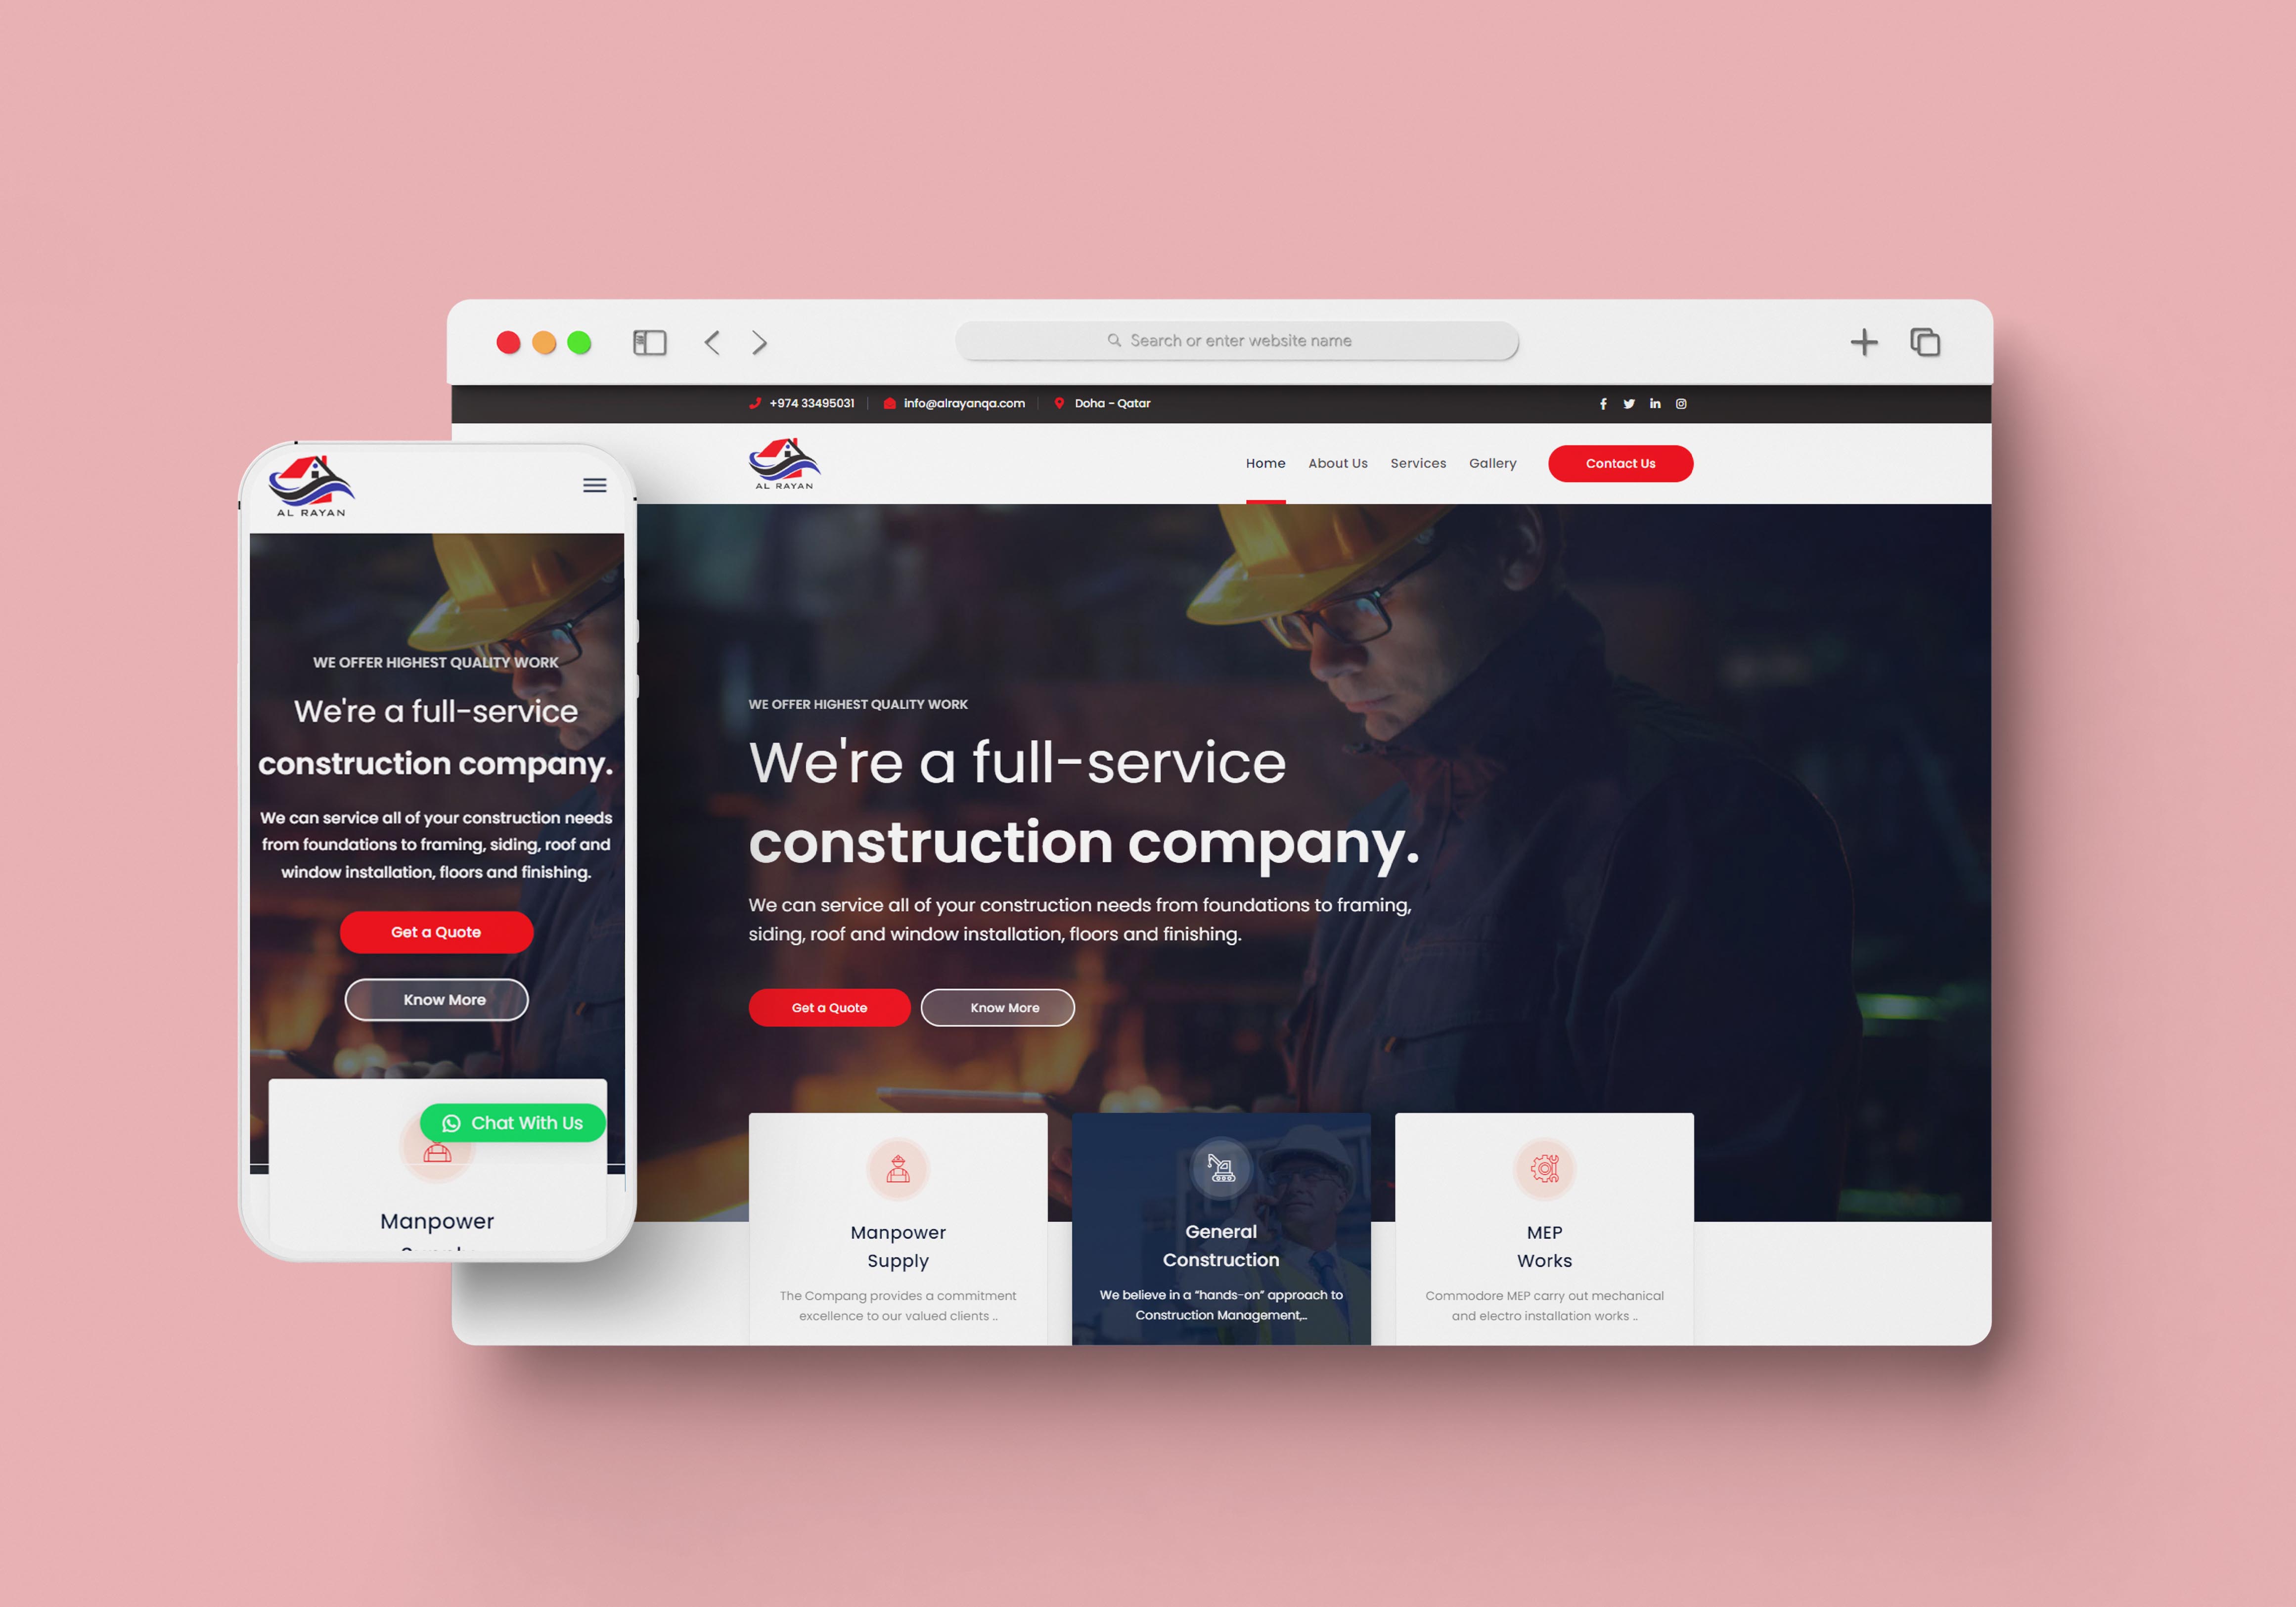 Search or enter website name
+974 33495031
info@alrayanqa.com
Doha - Qatar
AL RAYAN
Home
About Us
Services
Gallery
Contact Us
WE OFFER HIGHEST QUALITY WORK
We're a full-service
construction company.
We can service all of your construction needs from foundations to framing,
siding, roof and window installation, floors and finishing.
Get a Quote
Know More
Manpower
Supply
The Compang provides a commitment
excellence to our valued clients ..
General
Construction
We believe in a "hands-on" approach to
Construction Management,..
MEP
Works
Commodore MEP carry out mechanical
and electro installation works ..
AL RAYAN
WE OFFER HIGHEST QUALITY WORK
We're a full-service
construction company.
We can service all of your construction needs
from foundations to framing, siding, roof and
window installation, floors and finishing.
Get a Quote
Know More
Chat With Us
Manpower